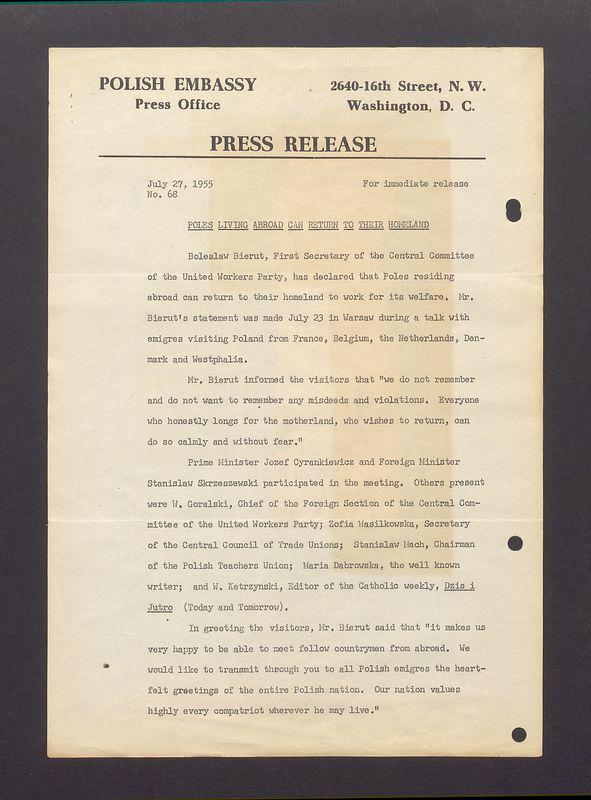 POLISH EMBASSY
Press Office
2640-16th Street, N. W.
Washington, D. C.
PRESS RELEASE
July 27, 1955
For immediate release
No. 68
POLES LIVING ABROAD CAN RETURN TO THEIR HOMELAND
Boleslaw Bierut, First Secretary of the Central Committee
of the United Workers Party, has declared that Poles residing
abroad can return to their homeland to work for its welfare. Mr.
Bierut's statement was made July 23 in Warsaw during a talk with
emigres visiting Poland from France, Belgium, the Netherlands, Den-
mark and Westphalia.
Mr. Bierut informed the visitors that "we do not remember
and do not want to remember any misdeeds and violations. Everyone
who honestly longs for the motherland, who wishes to return, can
do so calmly and without fear."
Prime Minister Jozef Cyrankiewicz and Foreign Minister
Stanislaw Skrzeszewski participated in the meeting. Others present
were W. Goralski, Chief of the Foreign Section of the Central Com-
mittee of the United Workers Party; Zofia Wasilkowska, Secretary
of the Central Council of Trade Unions; Stanislaw Mach, Chairman
of the Polish Teachers Union; Maria Dabrowska, the well known
writer; and W. Ketrzynski, Editor of the Catholic weekly, Dzis i
Jutro (Today and Tomorrow).
In greeting the visitors, Mr. Bierut said that "it makes us
very happy to be able to meet fellow countrymen from abroad. We
would like to transmit through you to all Polish emigres the heart-
felt greetings of the entire Polish nation. Our nation values
highly every compatriot wherever he may live."